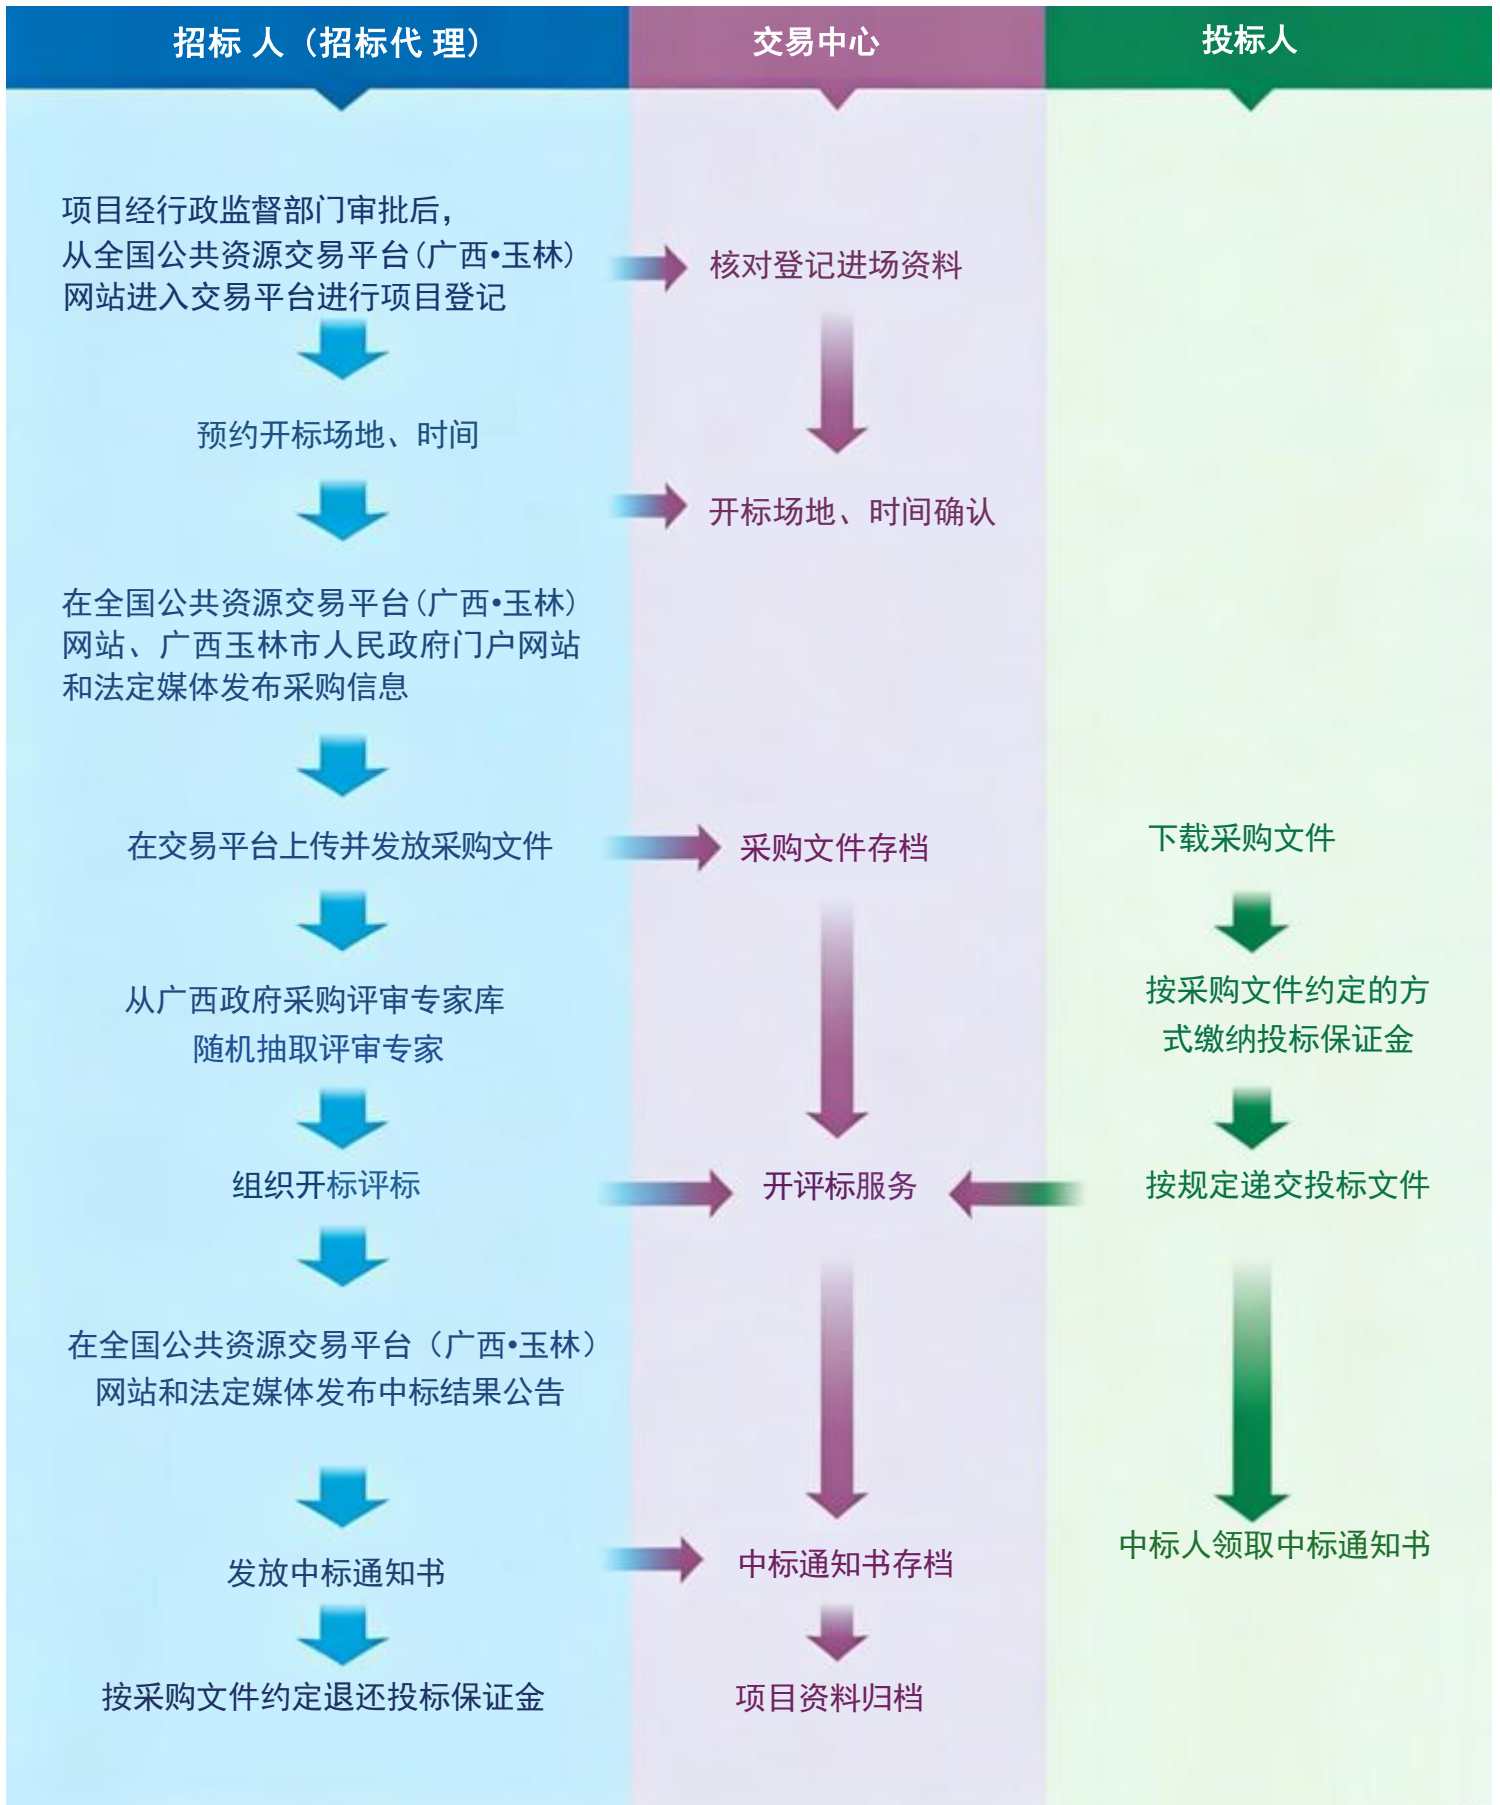 招标 人（招标代 理）
交易中心
投标人
项目经行政监督部门审批后，
从全国公共资源交易平台(广西•玉林)
网站进入交易平台进行项目登记
核对登记进场资料
预约开标场地、时间
开标场地、时间确认
在全国公共资源交易平台(广西•玉林)
网站、广西玉林市人民政府门户网站
和法定媒体发布采购信息
在交易平台上传并发放采购文件
采购文件存档
下载采购文件
从广西政府采购评审专家库
随机抽取评审专家
按采购文件约定的方
式缴纳投标保证金
组织开标评标
开评标服务
按规定递交投标文件
在全国公共资源交易平台（广西•玉林）
网站和法定媒体发布中标结果公告
发放中标通知书
中标通知书存档
中标人领取中标通知书
按采购文件约定退还投标保证金
项目资料归档